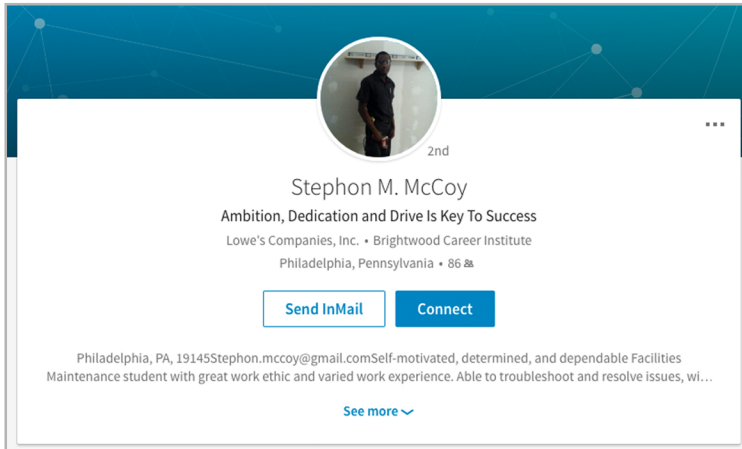 2nd
Stephon M. McCoy
Ambition, Dedication and Drive Is Key To Success
Lowe's Companies, Inc. • Brightwood Career Institute
Philadelphia, Pennsylvania • 86
Send InMail Connect
Philadelphia, PA, 19145Stephon.mccoy@gmail.comSelf-motivated, determined, and dependable Facilities
Maintenance student with great work ethic and varied work experience. Able to troubleshoot and resolve issues, wi...
See more